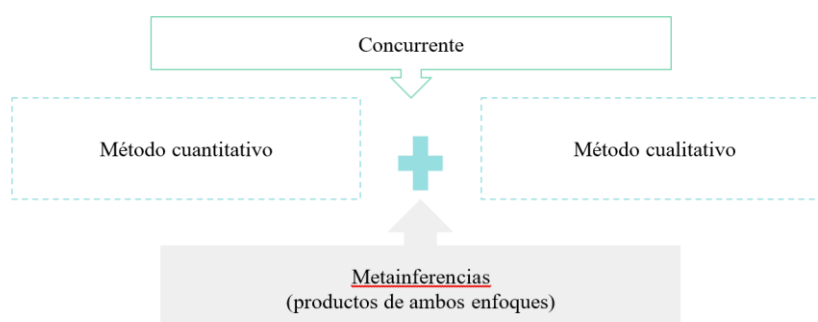 Concurrente
Método cuantitativo
Método cualitativo
Metainferencias
(productos de ambos enfoques)